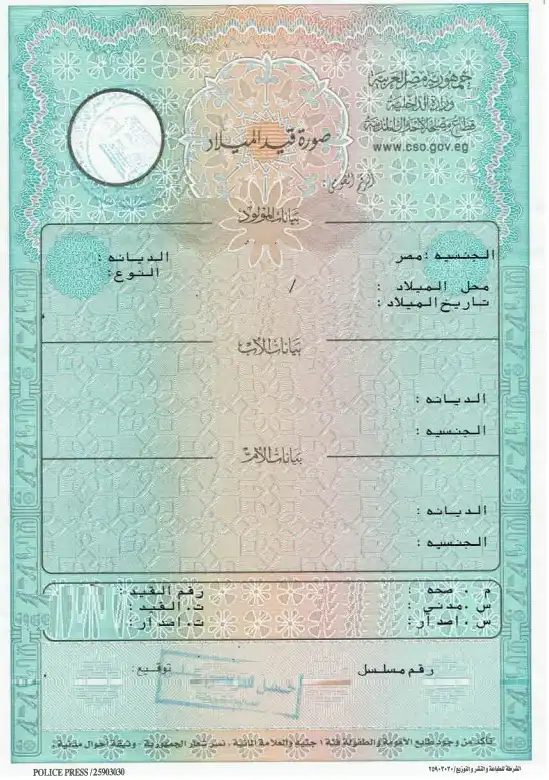 جمهورية مصر العربية
وزارة الداخلية
قطاع مصلحة الأحوال المدنية
www.cso.gov.eg
صورة قيد الميلاد
الرقم القومي :
بيانات المولود
الجنسيه : مصر
الديانه :
النوع :
محل الميلاد : /
تاريخ الميلاد :
بيانات الأب
الديانه :
الجنسيه :
بيانات الأم
الديانه :
الجنسيه :
م . صحه : رقم القيد :
س . مدني : ت . القيد :
س . اصدار : ت . اصدار :
رقم مسلسل توقيع :
تأكد من وجود طابع الأمومة والطفولة فئة ١ جنيه والعلامة المائية ، نسر شعار الجمهورية - وثيقة أحوال مدنية ،
POLICE PRESS / 25903030
الشرطة للطباعة والنشر والتوزيع / ٢٥٩٠٣٠٣٠